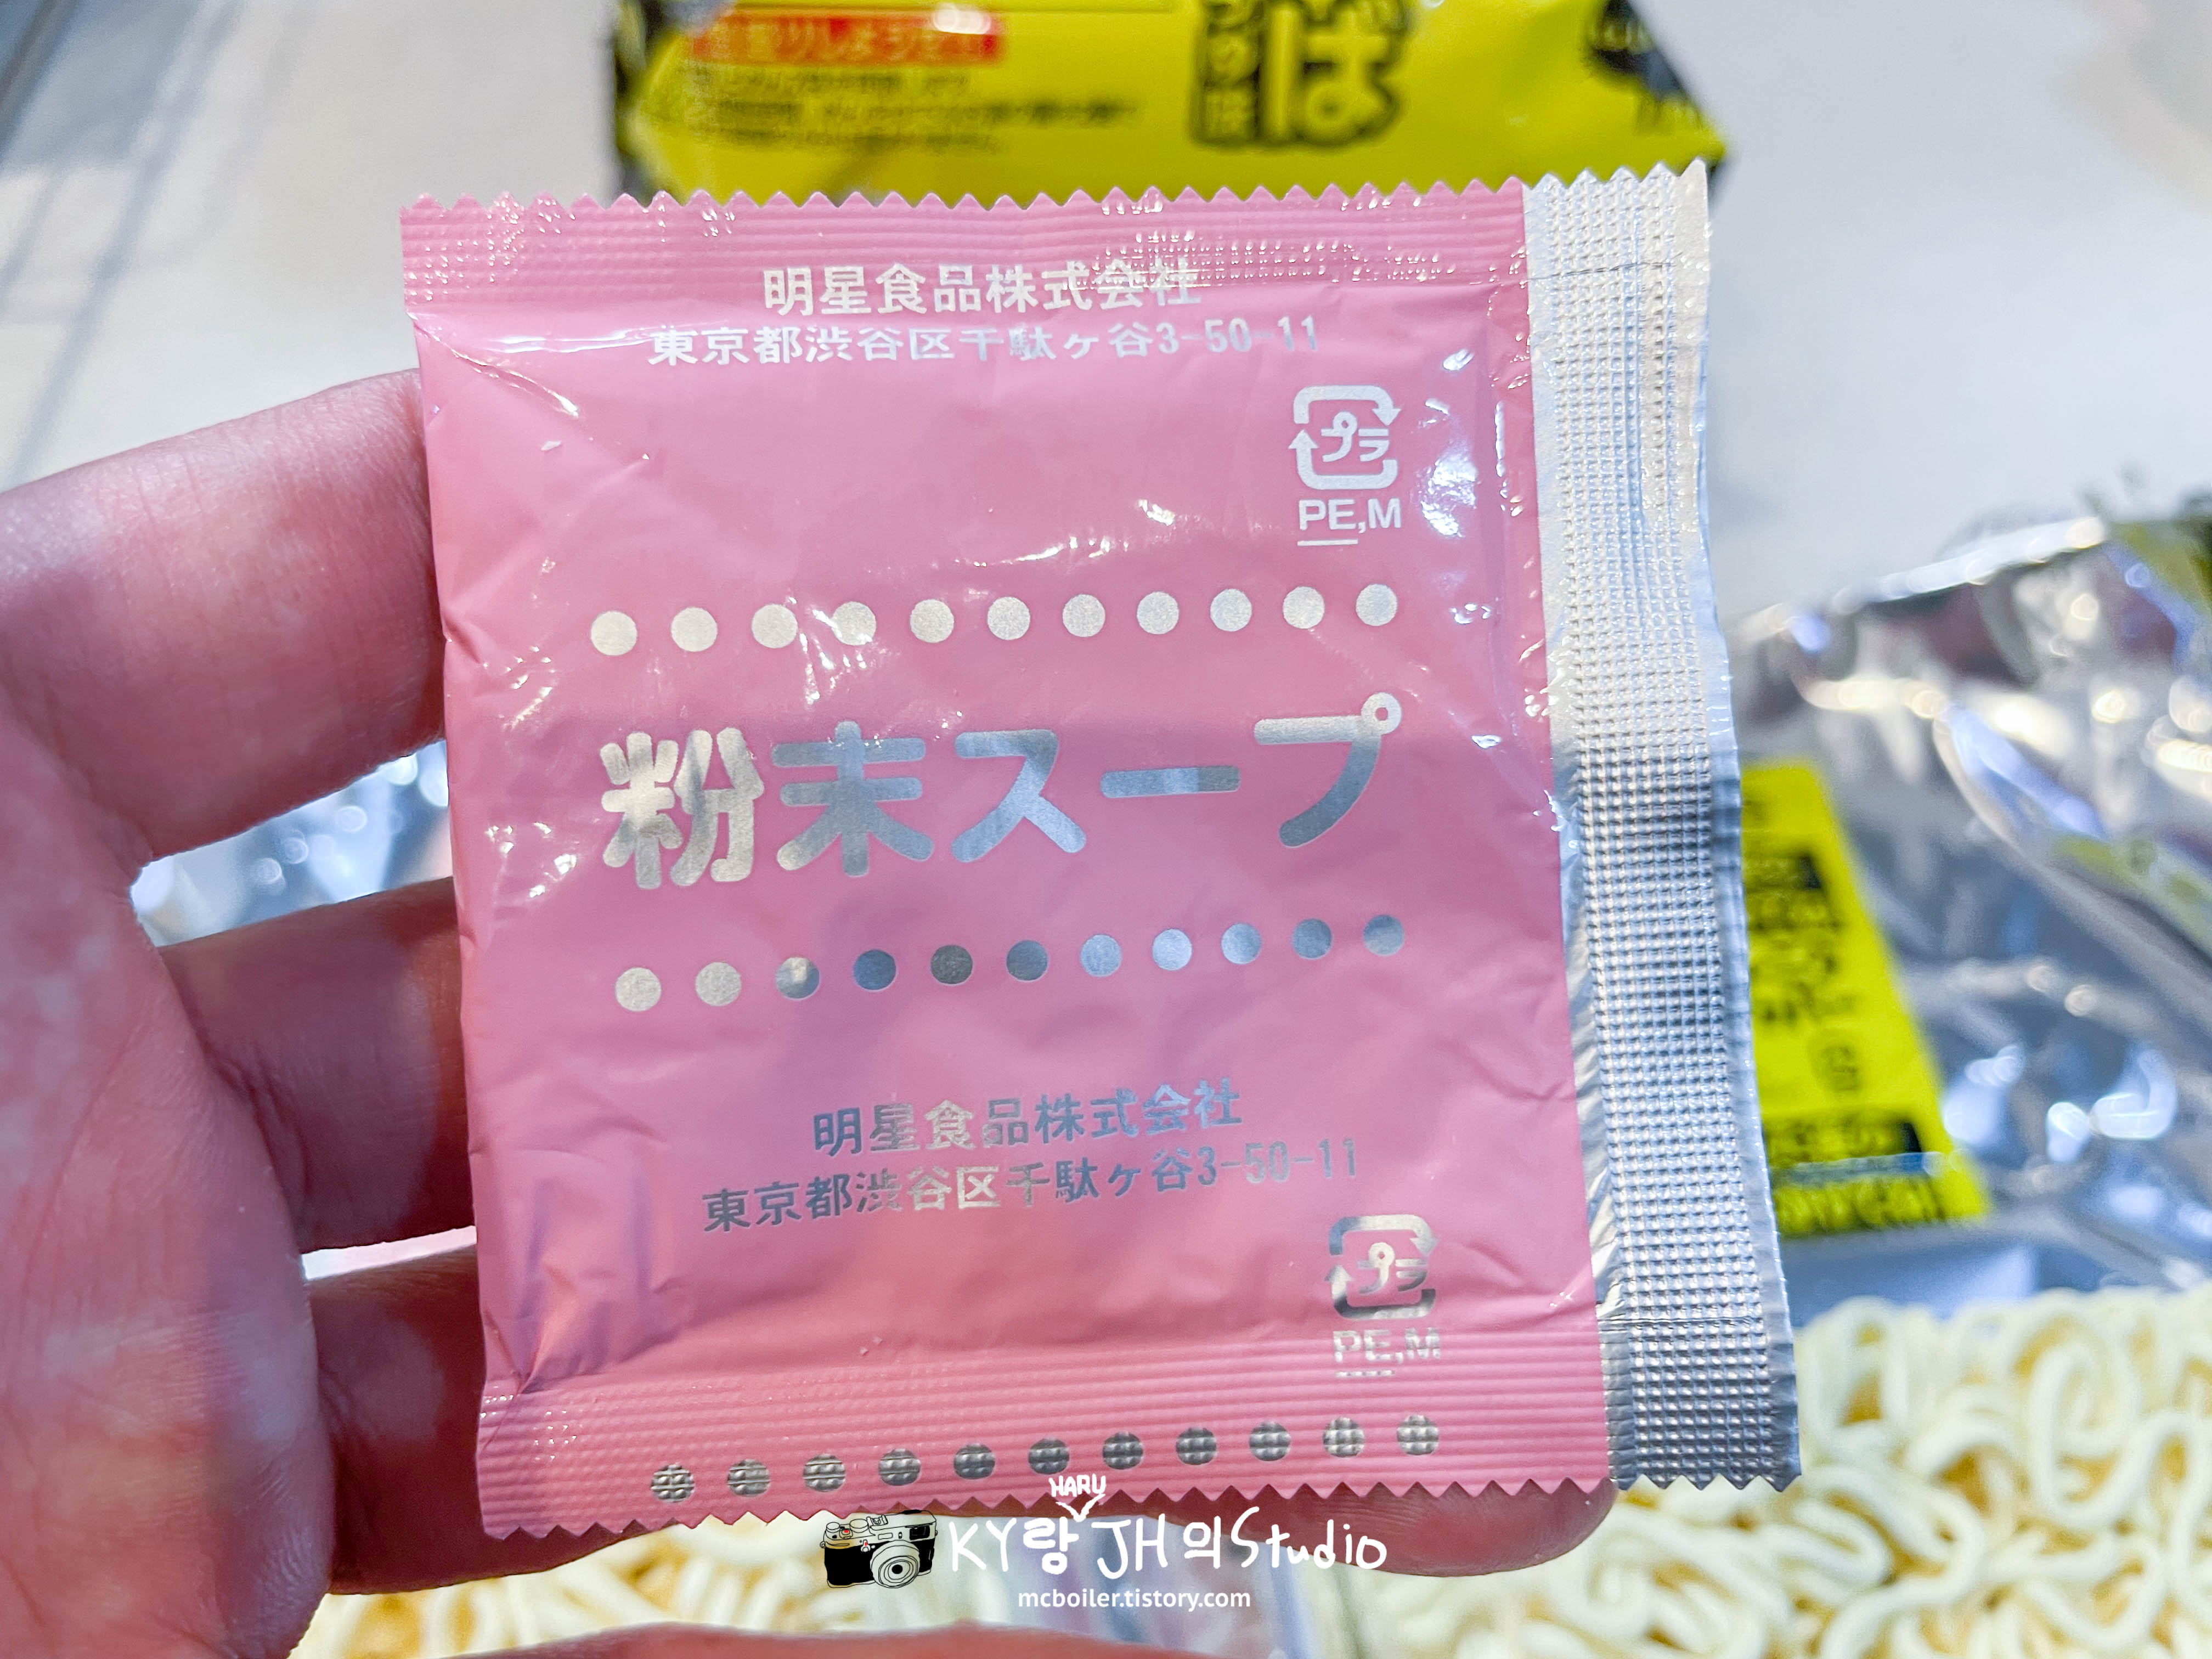 ば
明星食品株式会社
東京都渋谷区千駄ヶ谷3-50-11
プラ
PE,M
粉末スープ
明星食品株式会社
東京都渋谷区千駄ヶ谷3-50-11
プラ
PE,M
HARU
KY랑 JH의 Studio
mcboiler.tistory.com